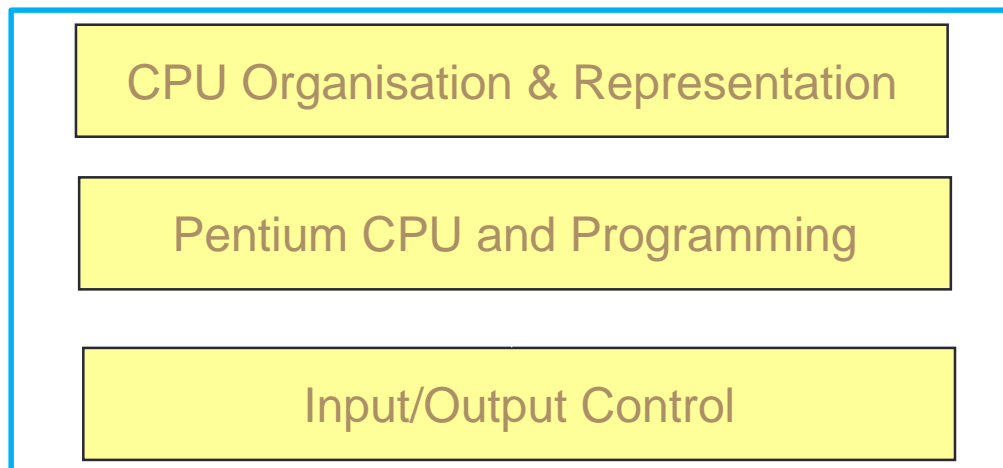 CPU Organisation & Representation
Pentium CPU and Programming
Input/Output Control